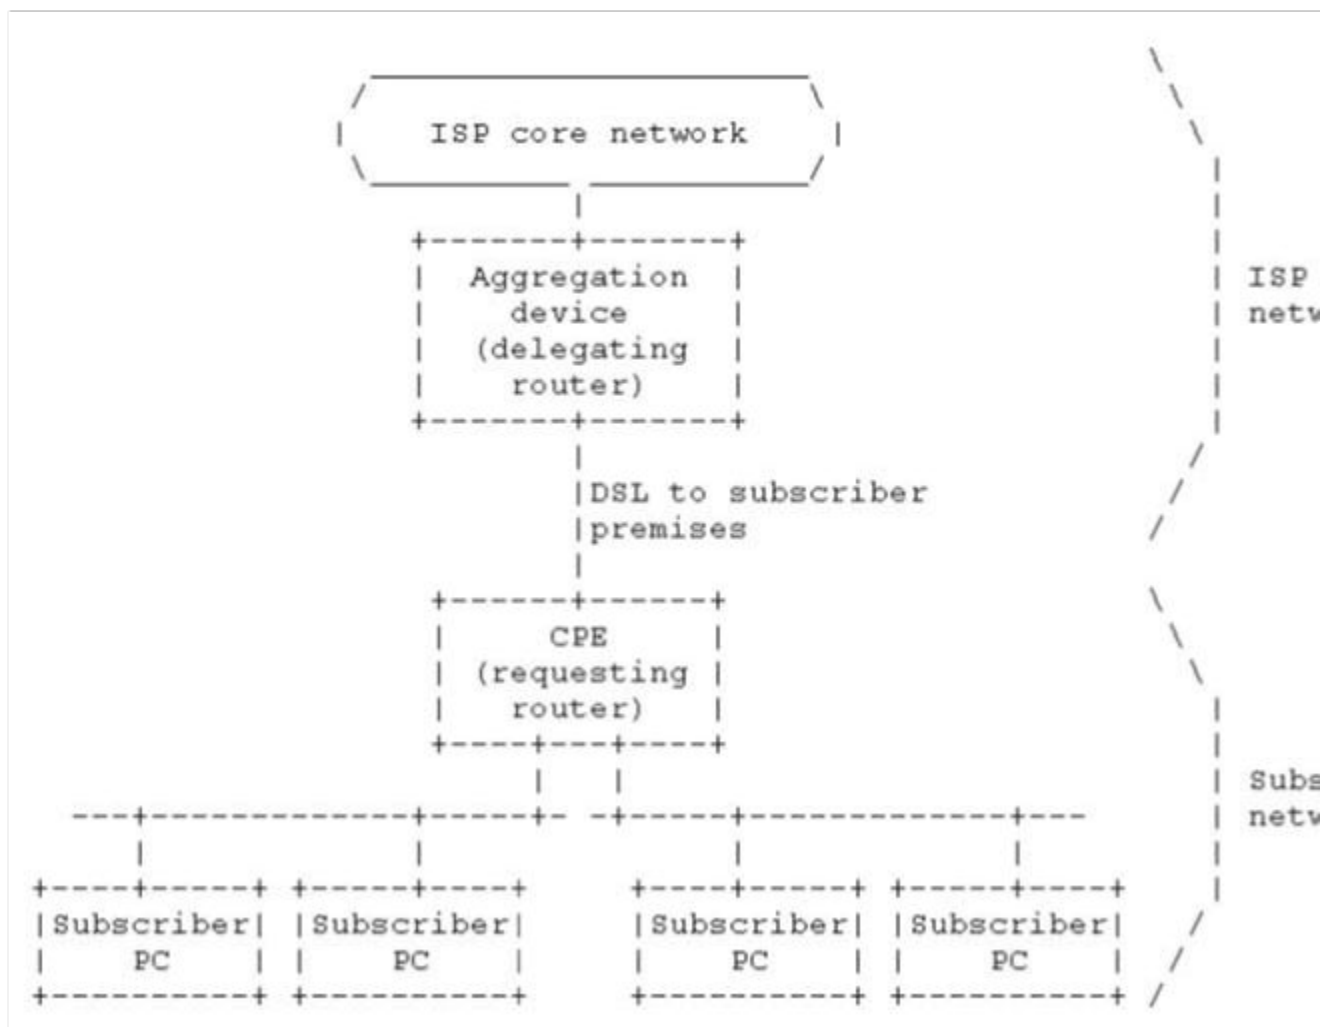 ISP core network
Aggregation
device
(delegating
router)
ISP
DSL to subscriber
premises
CPE
(requesting
router)
Subscriber Subscriber Subscriber Subscriber
PC PC PC PC